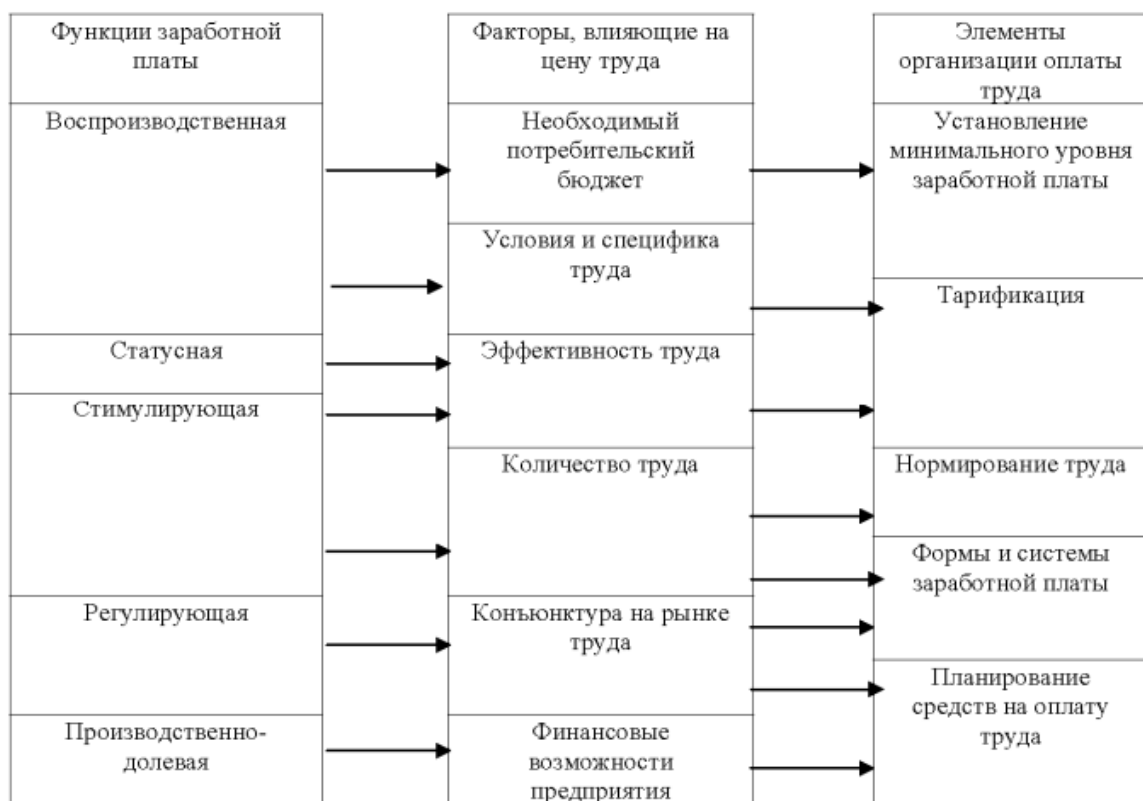 Функции заработной
платы
Факторы, влияющие на
цену труда
Элементы
организации оплаты
труда
Воспроизводственная
Необходимый
потребительский
бюджет
Установление
минимального уровня
заработной платы
Условия и специфика
труда
Тарификация
Статусная
Эффективность труда
Стимулирующая
Количество труда
Нормирование труда
Формы и системы
заработной платы
Регулирующая
Конъюнктура на рынке
труда
Планирование
средств на оплату
труда
Производственно-
долевая
Финансовые
возможности
предприятия